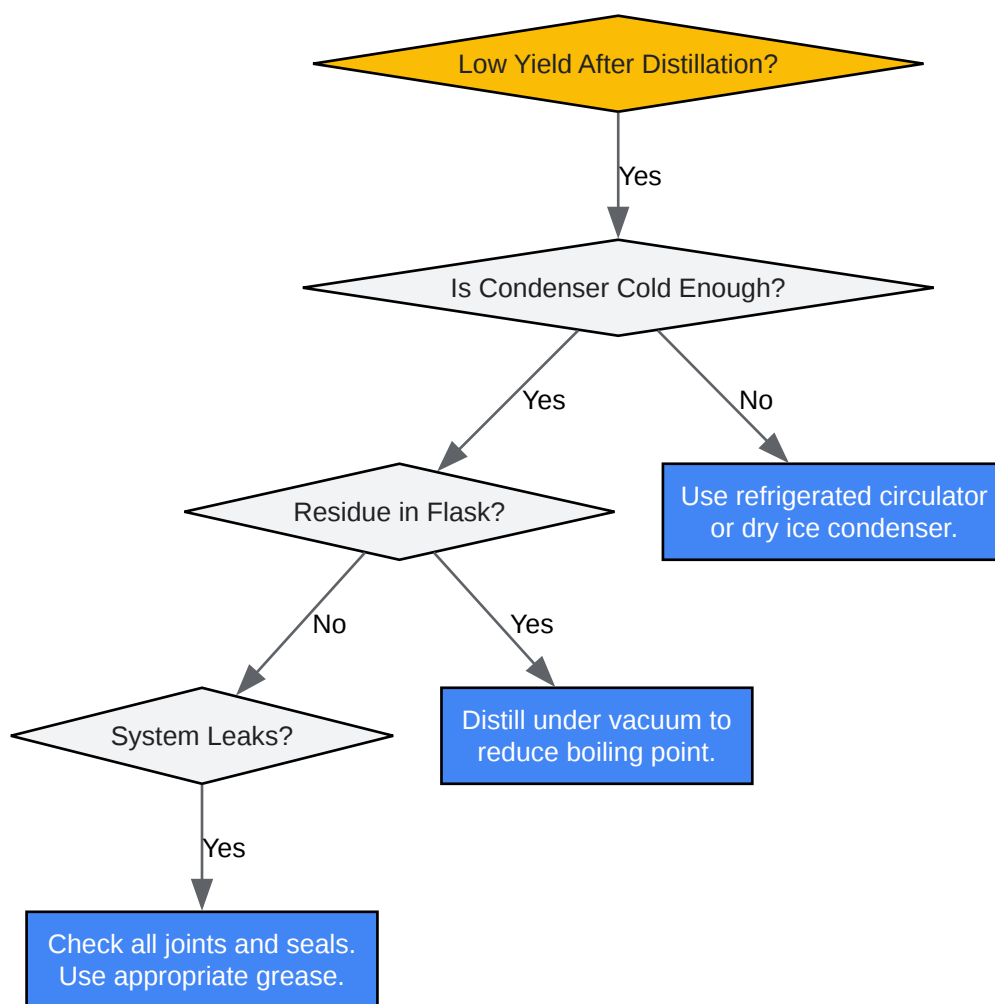 Low Yield After Distillation?
Yes
Is Condenser Cold Enough?
Yes
No
Residue in Flask?
Use refrigerated circulator
or dry ice condenser.
No
Yes
System Leaks?
Distill under vacuum to
reduce boiling point.
Yes
Check all joints and seals.
Use appropriate grease.